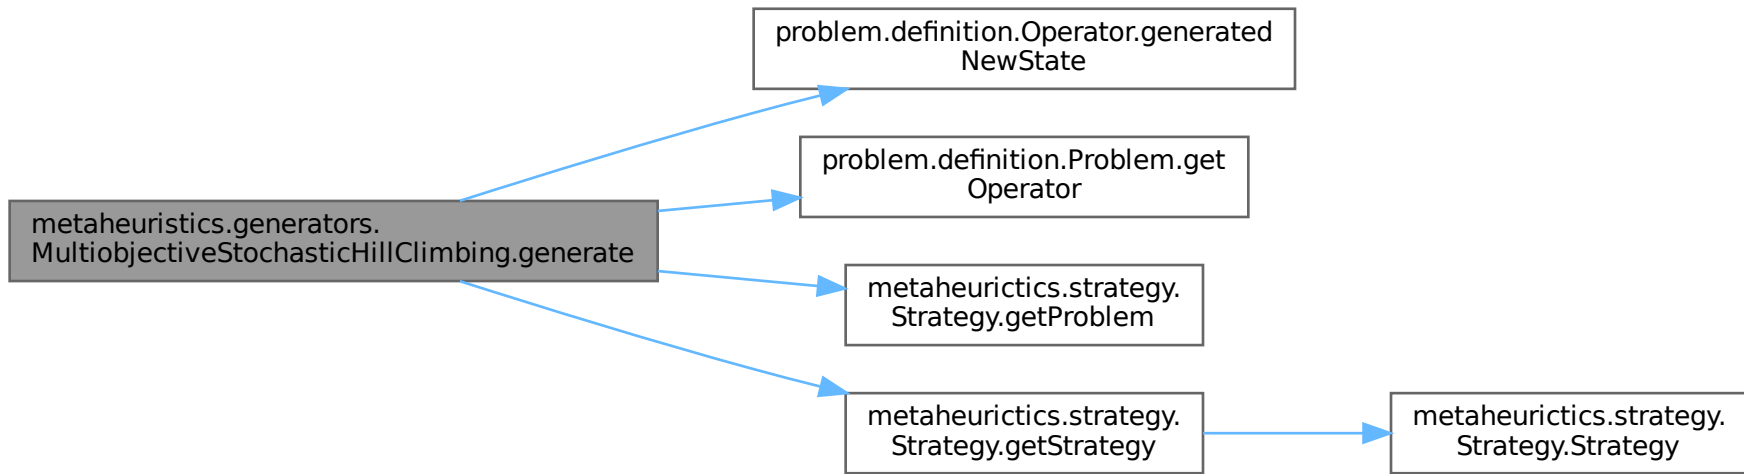 problem.definition.Operator.generated
NewState
problem.definition.Problem.get
Operator
metaheuristics.generators.
MultiobjectiveStochasticHillClimbing.generate
metaheurictics.strategy.
Strategy.getProblem
metaheurictics.strategy.
Strategy.getStrategy
metaheurictics.strategy.
Strategy.Strategy